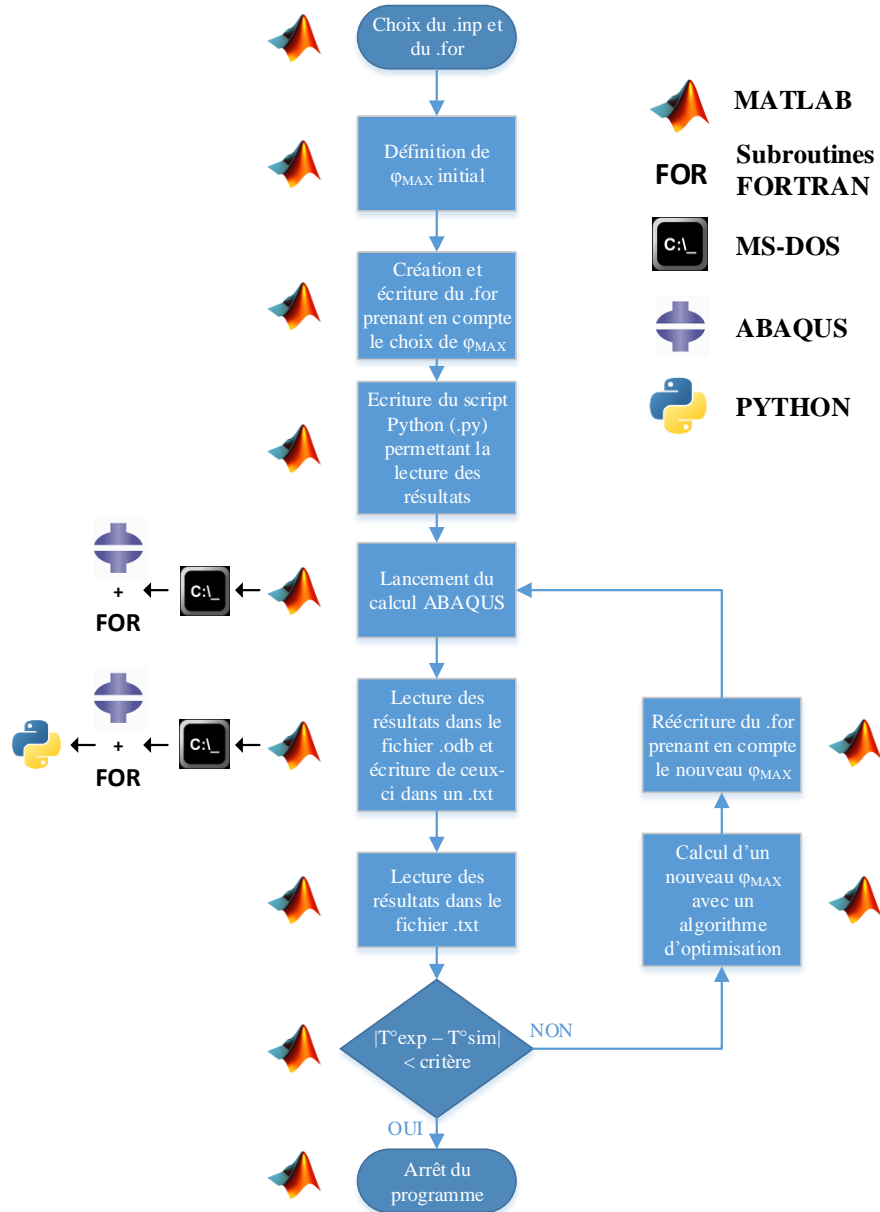 Choix du .inp et
du .for
Définition de
φMAX initial
Création et
écriture du .for
prenant en compte
le choix de φMAX
Ecriture du script
Python (.py)
permettant la
lecture des
résultats
Lancement du
calcul ABAQUS
C:\_
+
FOR
Lecture des
résultats dans le
fichier .odb et
écriture de ceux-
ci dans un .txt
C:\_
+
FOR
Lecture des
résultats dans le
fichier .txt
|T°exp – T°sim|
< critère
NON
OUI
Arrêt du
programme
Calcul d’un
nouveau φMAX
avec un
algorithme
d’optimisation
Réécriture du .for
prenant en compte
le nouveau φMAX
MATLAB
FOR
Subroutines
FORTRAN
C:\_
MS-DOS
ABAQUS
PYTHON